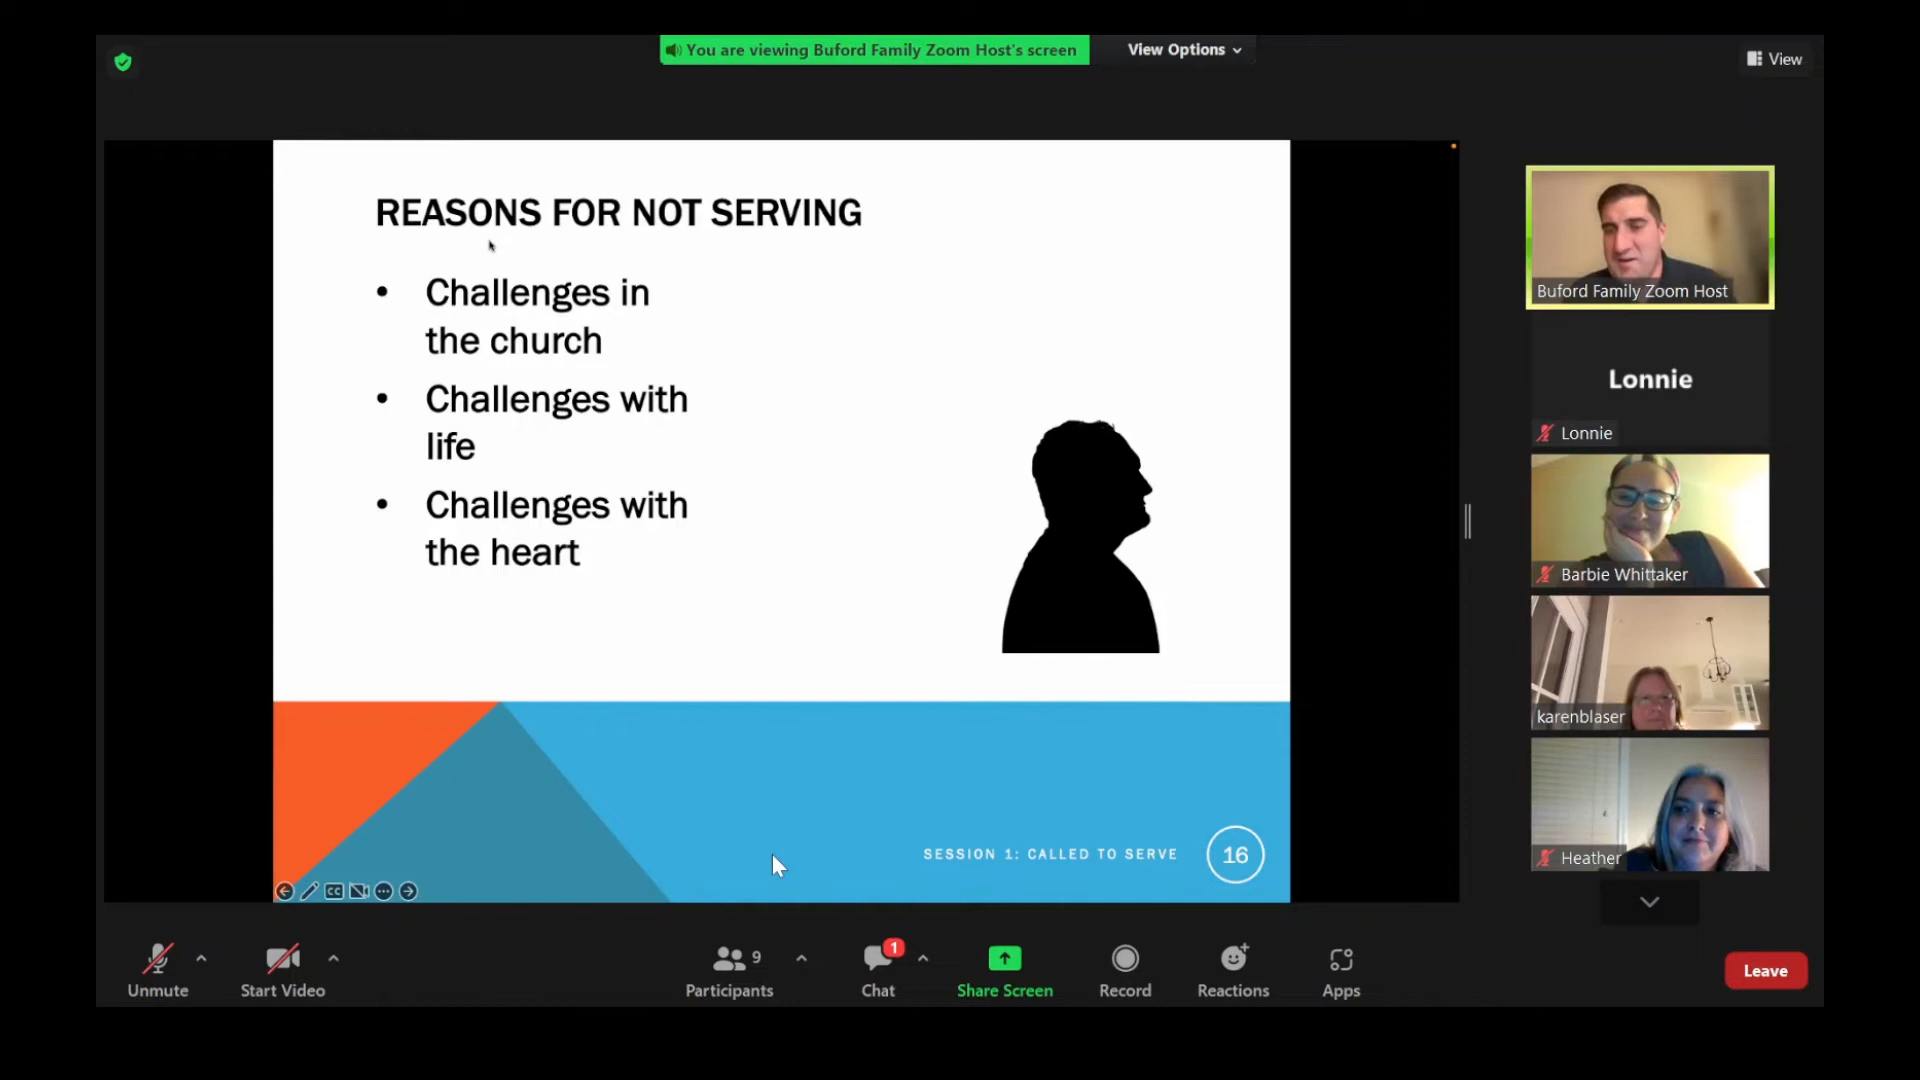 You are viewing Buford Family Zoom Host's screen
View Options
View
REASONS FOR NOT SERVING
• Challenges in
the church
• Challenges with
life
• Challenges with
the heart
SESSION 1: CALLED TO SERVE
16
CC
Buford Family Zoom Host
Lonnie
Lonnie
Barbie Whittaker
karenblaser
Heather
Unmute
Start Video
9
Participants
1
Chat
Share Screen
Record
Reactions
Apps
Leave